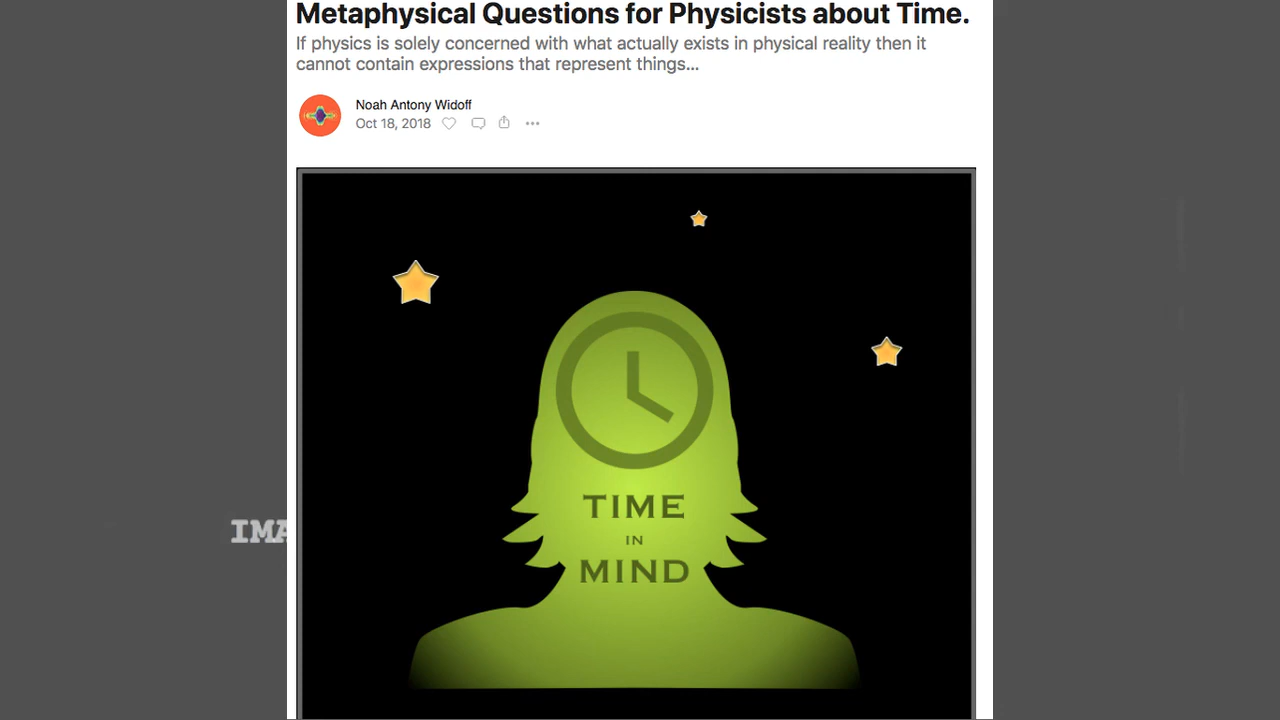 Metaphysical Questions for Physicists about Time.
If physics is solely concerned with what actually exists in physical reality then it
cannot contain expressions that represent things...
Noah Antony Widoff
Oct 18, 2018
TIME
IN
MIND